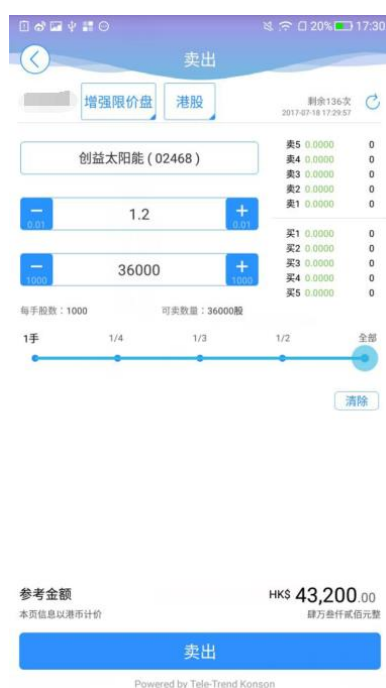 20% 17:30
卖出
增强限价盘 港股 剩余136次
2017-07-18 17:29:57
创益太阳能 ( 02468 )
卖5 0.0000 0
卖4 0.0000 0
卖3 0.0000 0
卖2 0.0000 0
卖1 0.0000 0
− 1.2 +
0.01 0.01
买1 0.0000 0
买2 0.0000 0
买3 0.0000 0
买4 0.0000 0
买5 0.0000 0
− 36000 +
1000 1000
每手股数：1000 可卖数量：36000股
1手 1/4 1/3 1/2 全部
清除
参考金额 HK$ 43,200.00
本页信息以港币计价 肆万叁仟贰佰元整
卖出
Powered by Tele-Trend Konson